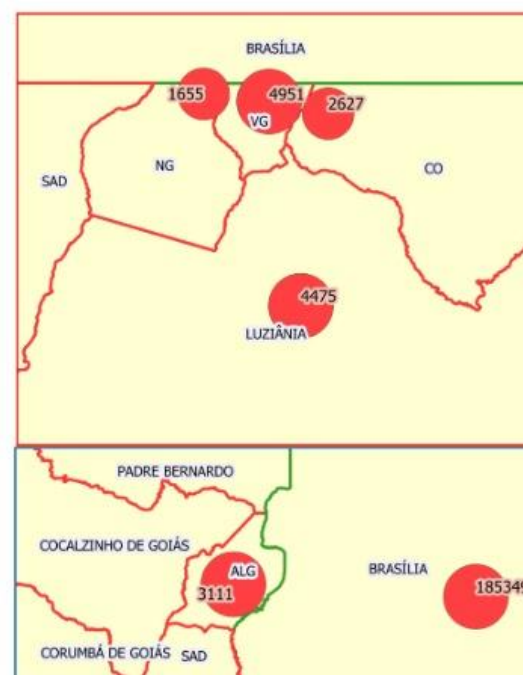 BRASÍLIA
1655
4951
2627
VG
NG
SAD
CO
4475
LUZIÂNIA
PADRE BERNARDO
COCALZINHO DE GOIÁS
ALG
BRASÍLIA
3111
185349
CORUMBÁ DE GOIÁS
SAD